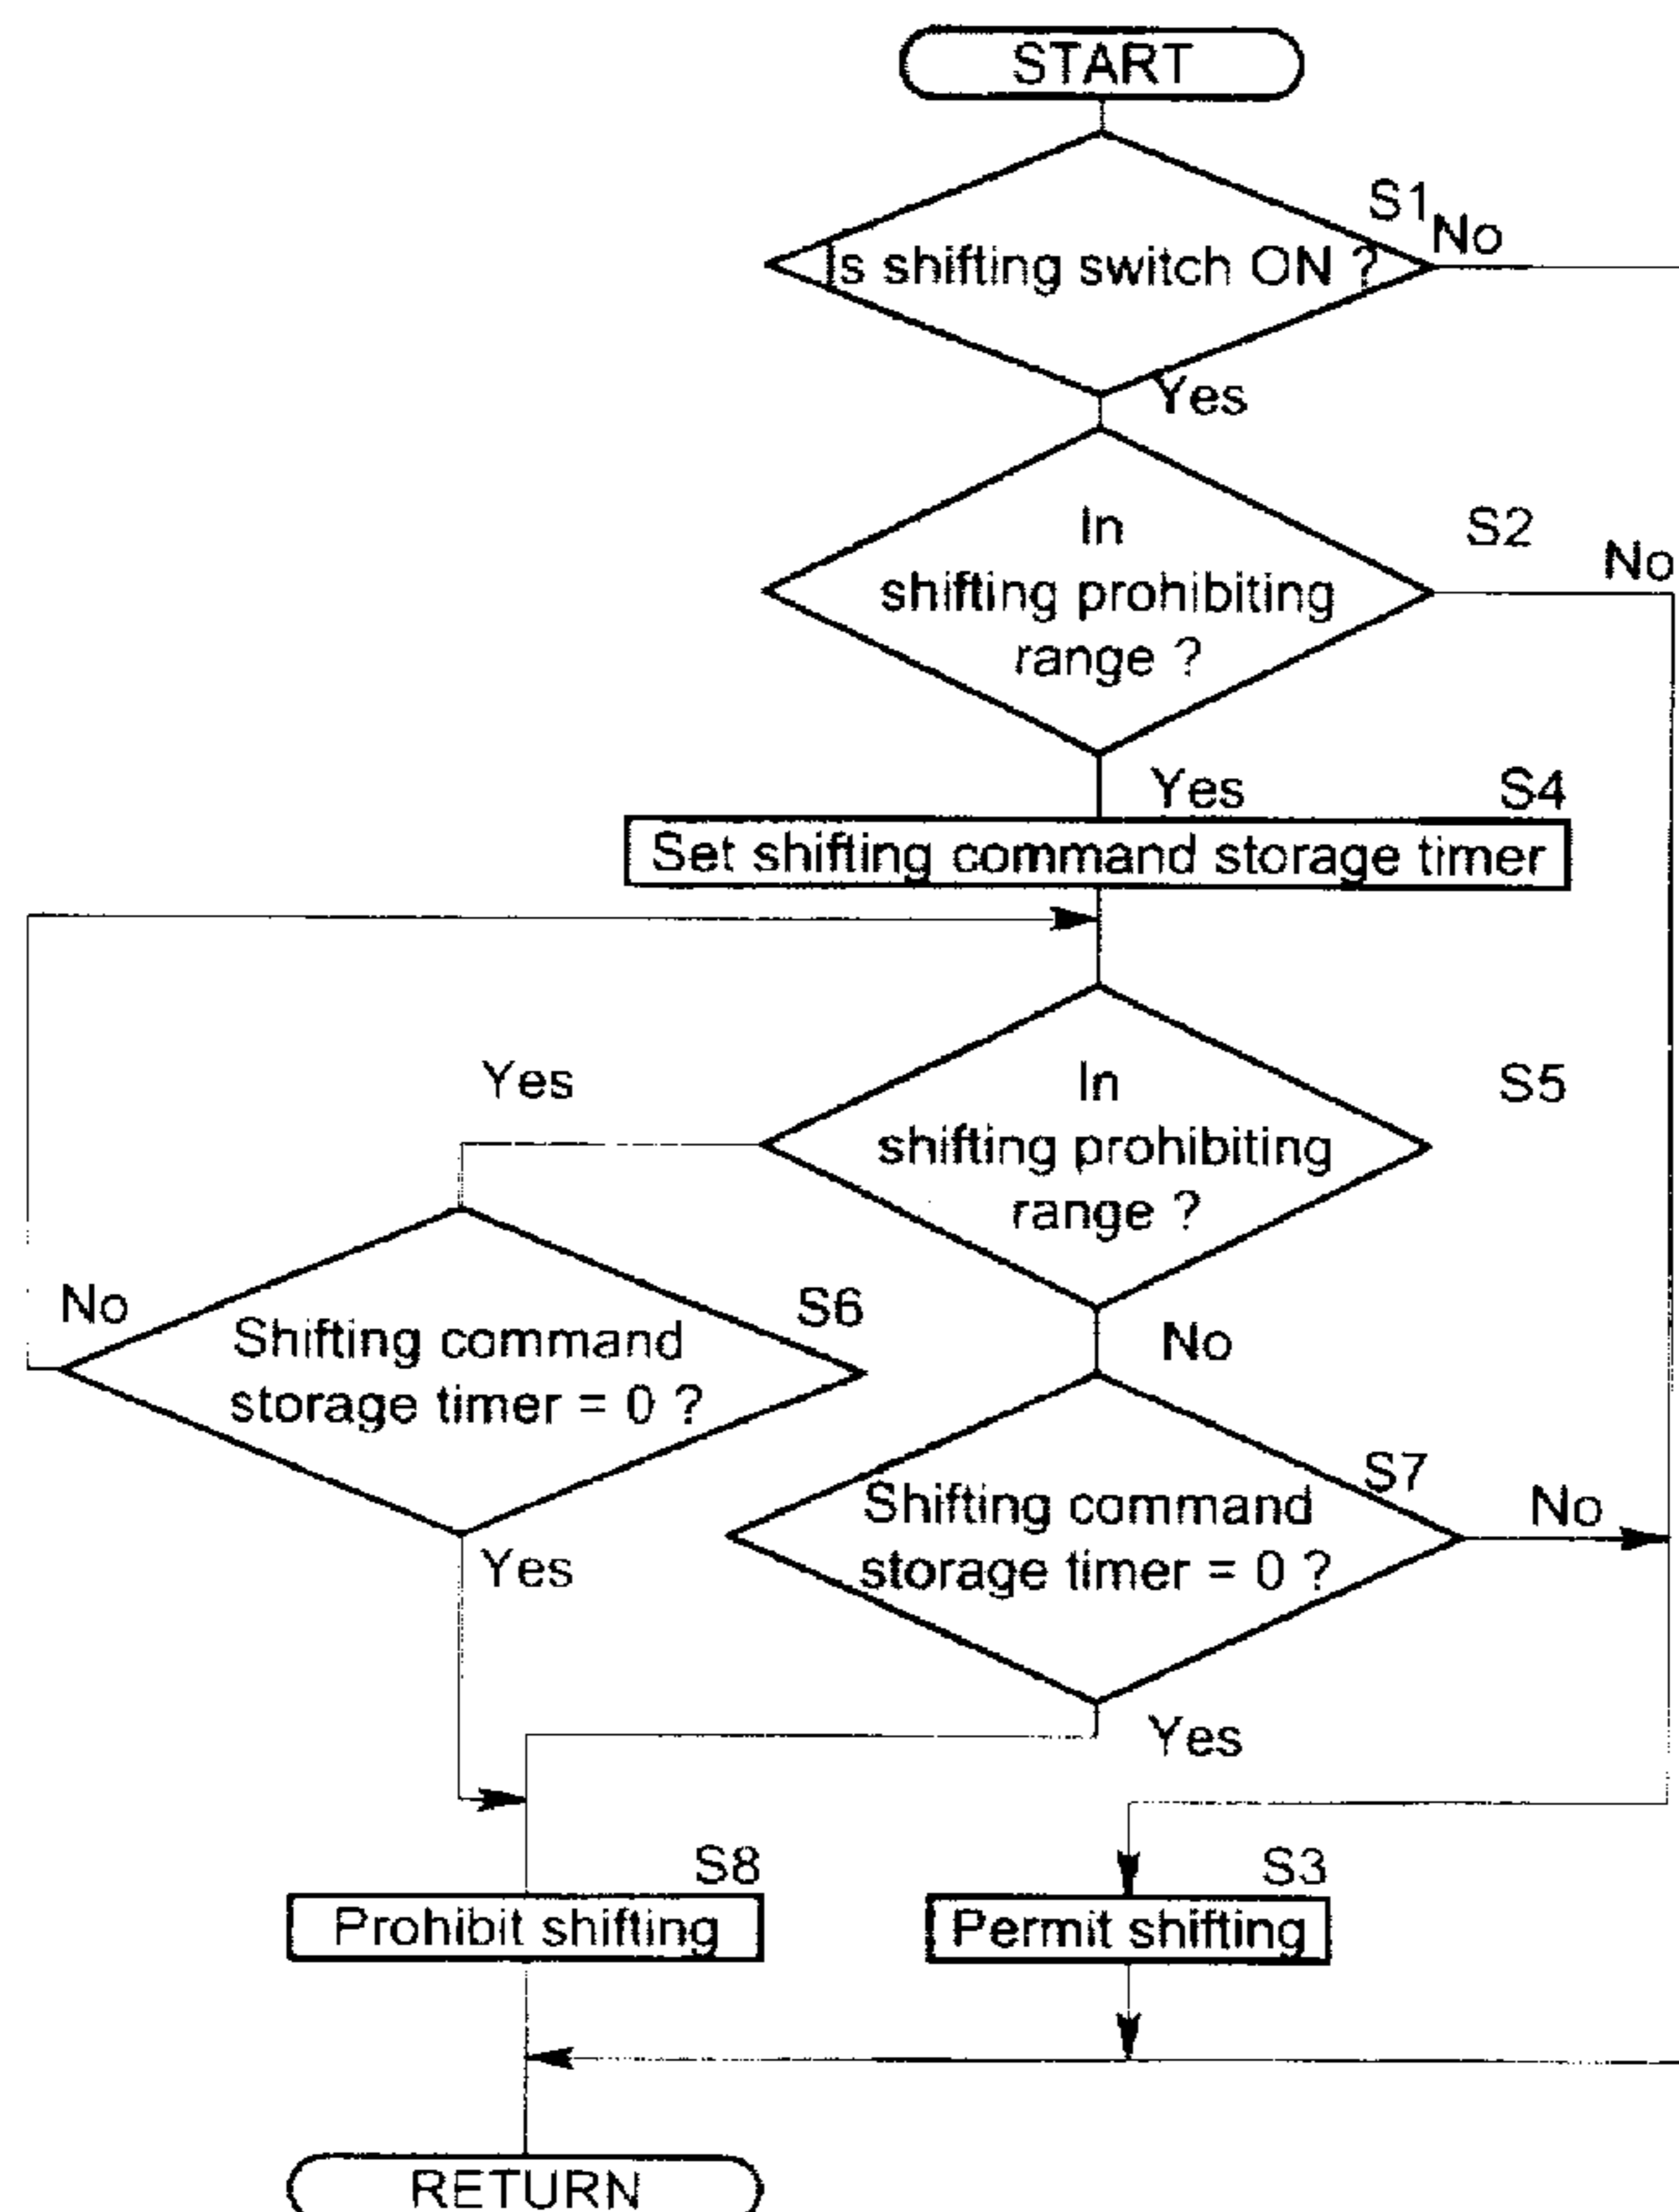 START
S1
No
Is shifting switch ON ?
Yes
In
shifting prohibiting
range ?
S2
No
Yes
S4
Set shifting command storage timer
Yes
In
shifting prohibiting
range ?
S5
No
S6
Shifting command
storage timer = 0 ?
No
Yes
S7
Shifting command
storage timer = 0 ?
No
Yes
S8
Prohibit shifting
S3
Permit shifting
RETURN